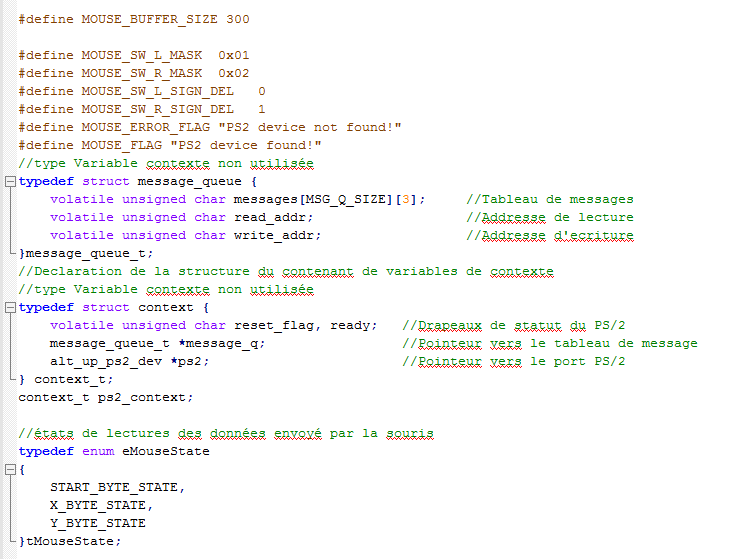 #define MOUSE_BUFFER_SIZE 300
#define MOUSE_SW_L_MASK  0x01
#define MOUSE_SW_R_MASK  0x02
#define MOUSE_SW_L_SIGN_DEL   0
#define MOUSE_SW_R_SIGN_DEL   1
#define MOUSE_ERROR_FLAG "PS2 device not found!"
#define MOUSE_FLAG "PS2 device found!"
//type Variable contexte non utilisée
typedef struct message_queue {
    volatile unsigned char messages[MSG_Q_SIZE][3];     //Tableau de messages
    volatile unsigned char read_addr;                   //Addresse de lecture
    volatile unsigned char write_addr;                  //Addresse d'ecriture
}message_queue_t;
//Declaration de la structure du contenant de variables de contexte
//type Variable contexte non utilisée
typedef struct context {
    volatile unsigned char reset_flag, ready;   //Drapeaux de statut du PS/2
    message_queue_t *message_q;                 //Pointeur vers le tableau de message
    alt_up_ps2_dev *ps2;                        //Pointeur vers le port PS/2
} context_t;
context_t ps2_context;
//états de lectures des données envoyé par la souris
typedef enum eMouseState
{
    START_BYTE_STATE,
    X_BYTE_STATE,
    Y_BYTE_STATE
}tMouseState;